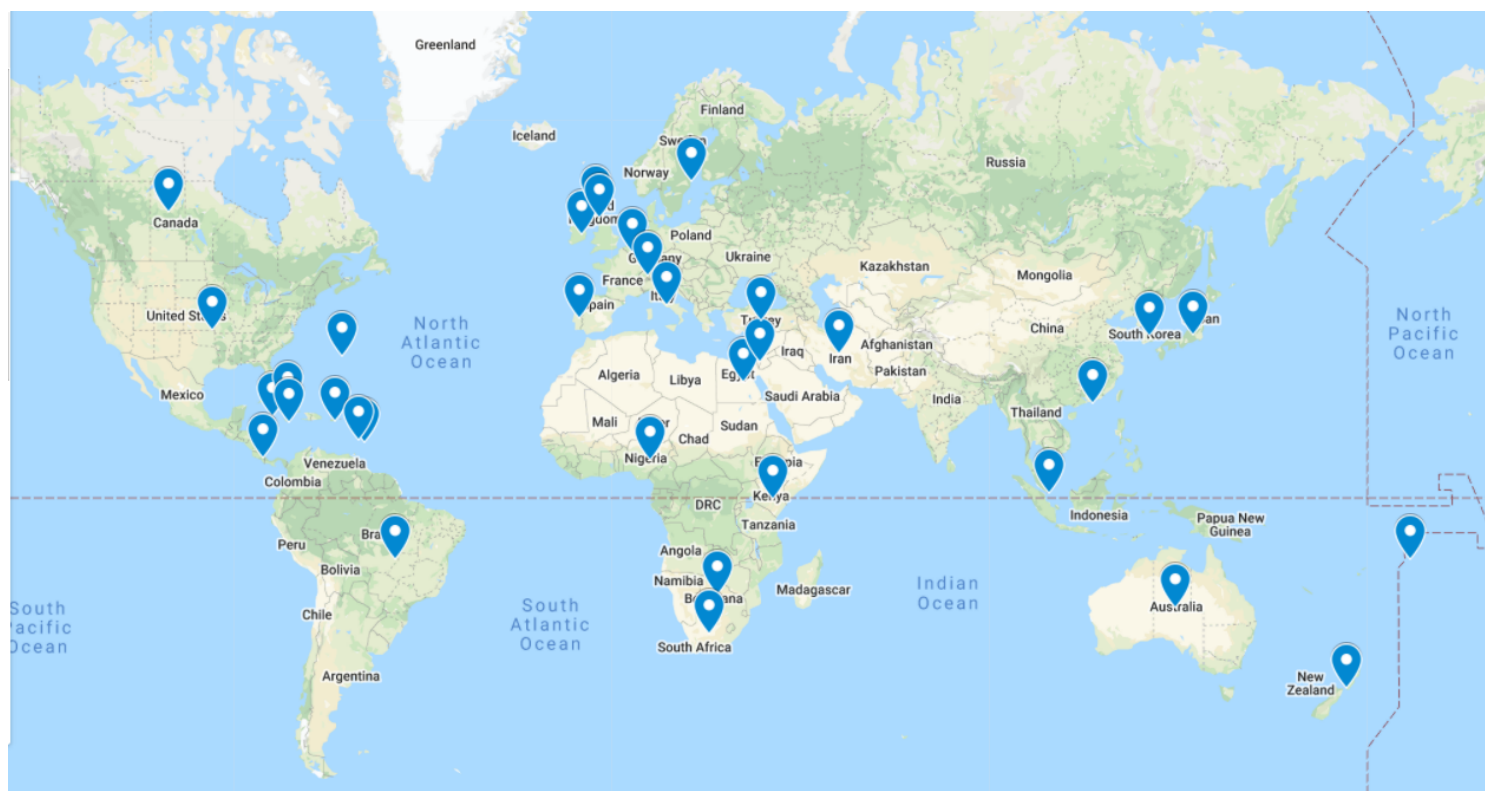 Greenland
Iceland
Finland
Norway
Russia
Canada
Poland
Ukraine
Kazakhstan
Mongolia
France
United
North
Atlantic
Ocean
North
Pacific
Ocean
South Korea
China
Iraq
Iran
Afghanistan
Pakistan
Algeria
Libya
Saudi Arabia
India
Mexico
Mali
Chad
Sudan
Thailand
Venezuela
Colombia
Nigeria
Kenya
DRC
Tanzania
Indonesia
Papua New
Guinea
Peru
Bolivia
Angola
Namibia
Madagascar
Indian
Ocean
South
Pacific
Ocean
South
Atlantic
Ocean
Chile
Australia
South Africa
Argentina
New
Zealand